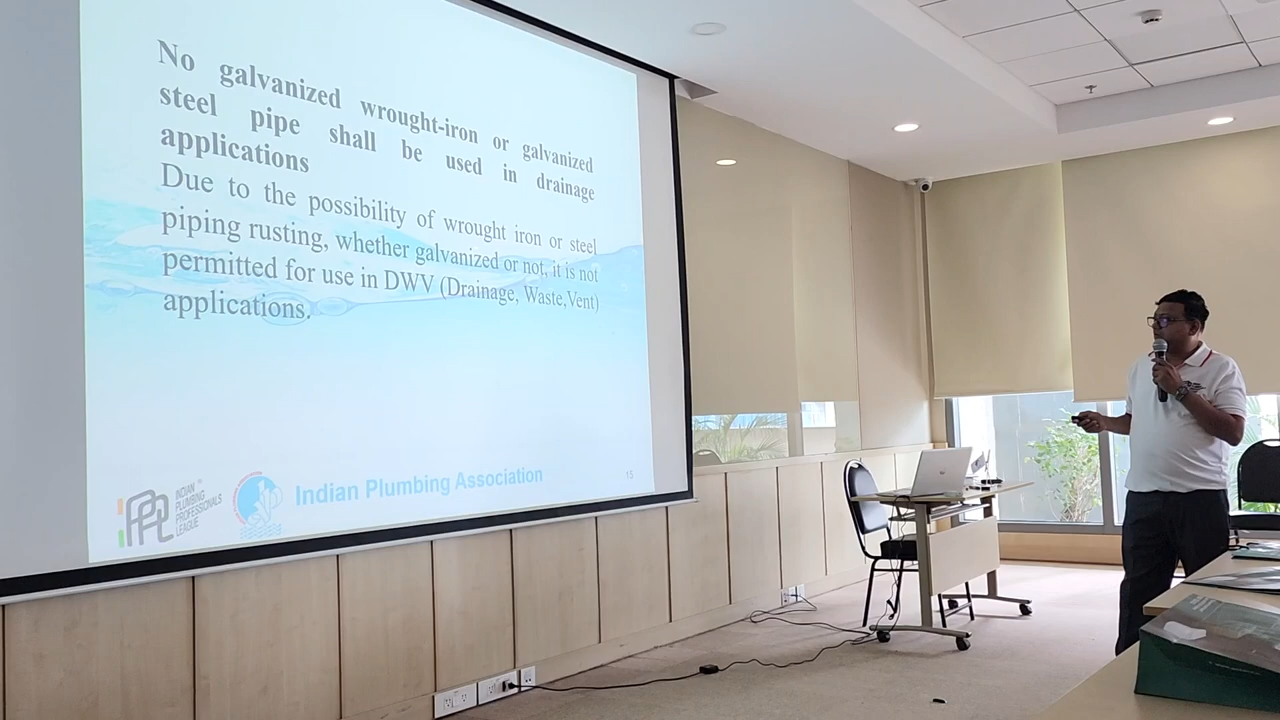 No galvanized wrought-iron or galvanized
steel pipe shall be used in drainage
applications
Due to the possibility of wrought iron or steel
piping rusting, whether galvanized or not, it is not
permitted for use in DWV (Drainage, Waste,Vent)
applications.
INDIAN
PLUMBING
PROFESSIONALS
LEAGUE
TM
Indian Plumbing Association
15